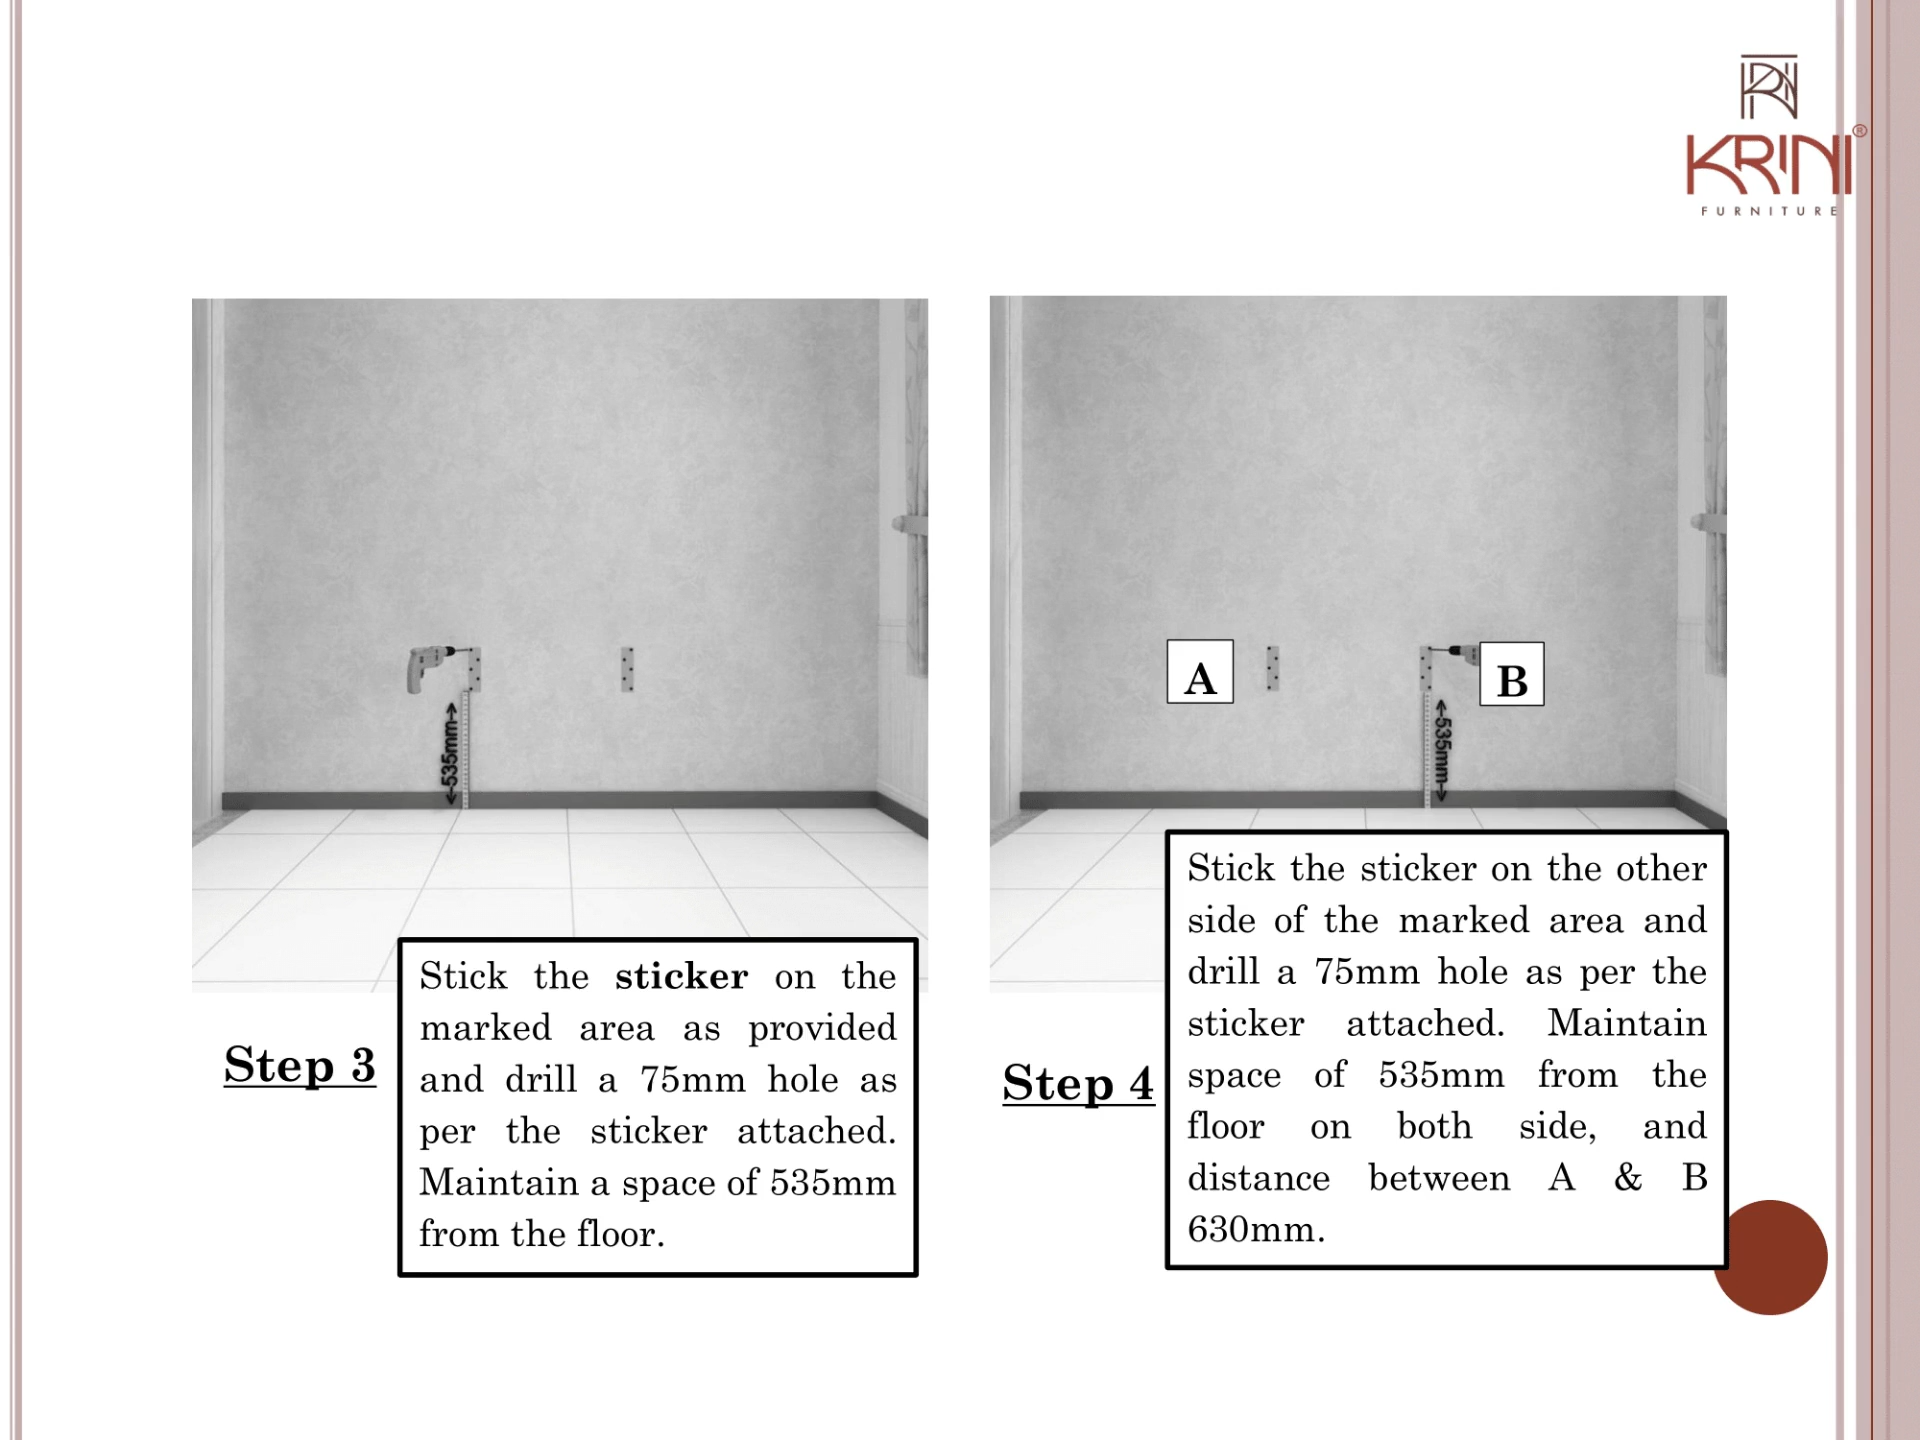 KRINI®
FURNITURE
←535mm→
Step 3
Stick the sticker on the
marked area as provided
and drill a 75mm hole as
per the sticker attached.
Maintain a space of 535mm
from the floor.
A
B
←535mm→
Step 4
Stick the sticker on the other
side of the marked area and
drill a 75mm hole as per the
sticker attached. Maintain
space of 535mm from the
floor on both side, and
distance between A & B
630mm.